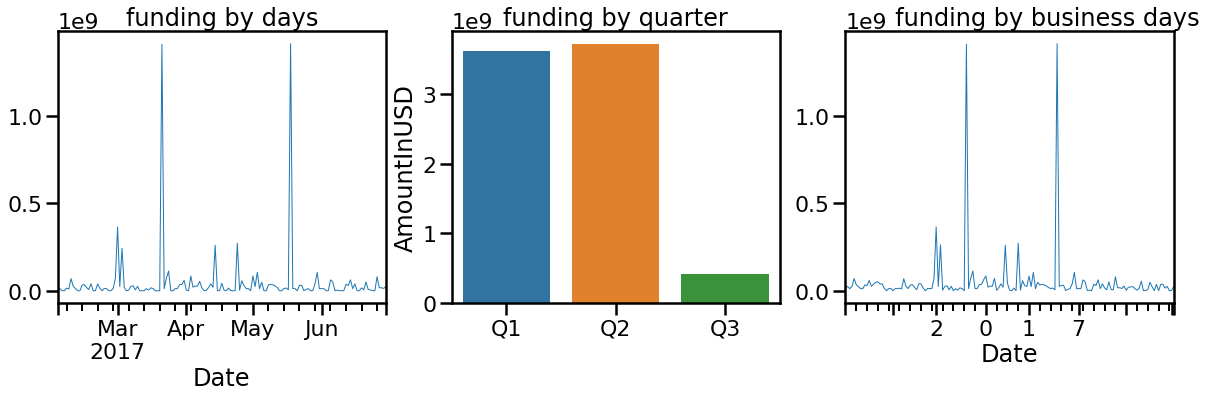 funding by days
1e9
1.0
0.5
0.0
Mar
2017
Apr
May
Jun
Date
funding by quarter
1e9
AmountInUSD
3
2
1
0
Q1
Q2
Q3
funding by business days
1e9
1.0
0.5
0.0
2
0
1
7
Date